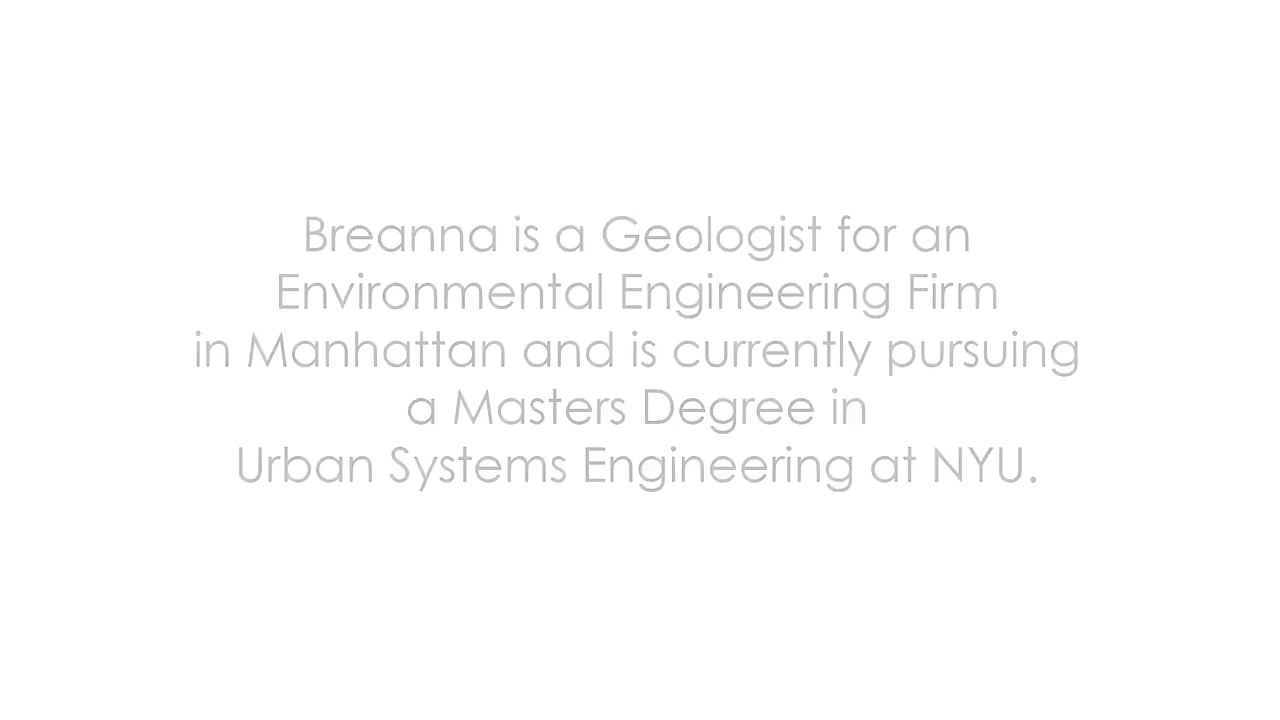 Breanna is a Geologist for an
Environmental Engineering Firm
in Manhattan and is currently pursuing
a Masters Degree in
Urban Systems Engineering at NYU.